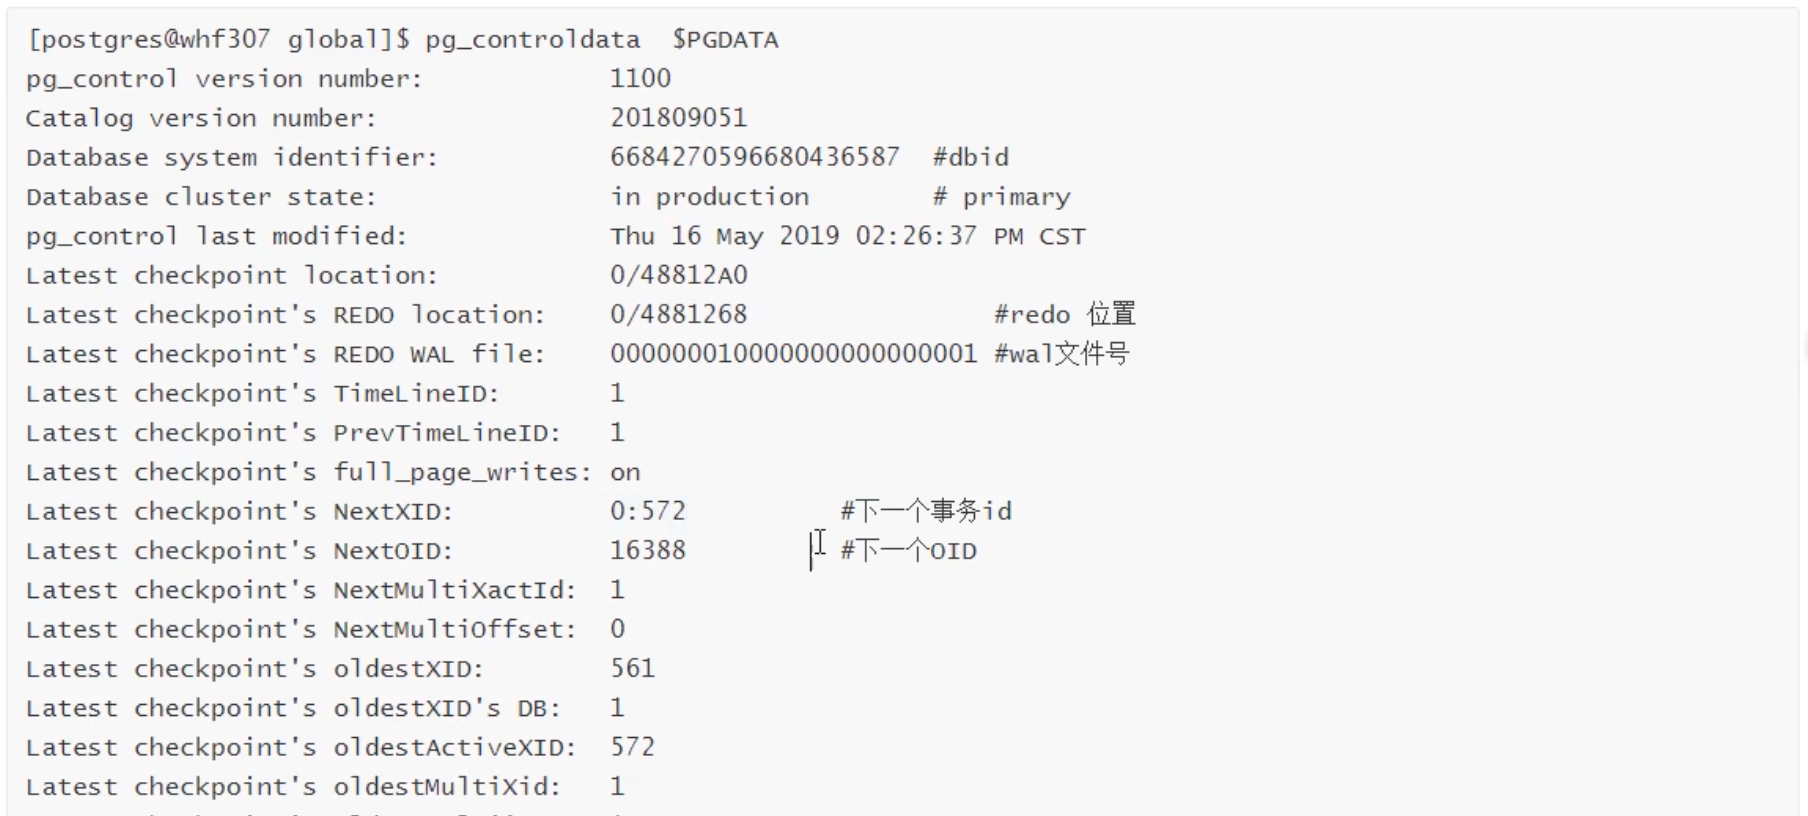 [postgres@whf307 global]$ pg_controldata  $PGDATA
pg_control version number:            1100
Catalog version number:               201809051
Database system identifier:           6684270596680436587  #dbid
Database cluster state:               in production        # primary
pg_control last modified:             Thu 16 May 2019 02:26:37 PM CST
Latest checkpoint location:           0/48812A0
Latest checkpoint's REDO location:    0/4881268                #redo 位置
Latest checkpoint's REDO WAL file:    000000010000000000000001 #wal文件号
Latest checkpoint's TimeLineID:       1
Latest checkpoint's PrevTimeLineID:   1
Latest checkpoint's full_page_writes: on
Latest checkpoint's NextXID:          0:572          #下一个事务id
Latest checkpoint's NextOID:          16388          #下一个OID
Latest checkpoint's NextMultiXactId:  1
Latest checkpoint's NextMultiOffset:  0
Latest checkpoint's oldestXID:        561
Latest checkpoint's oldestXID's DB:   1
Latest checkpoint's oldestActiveXID:  572
Latest checkpoint's oldestMultiXid:   1